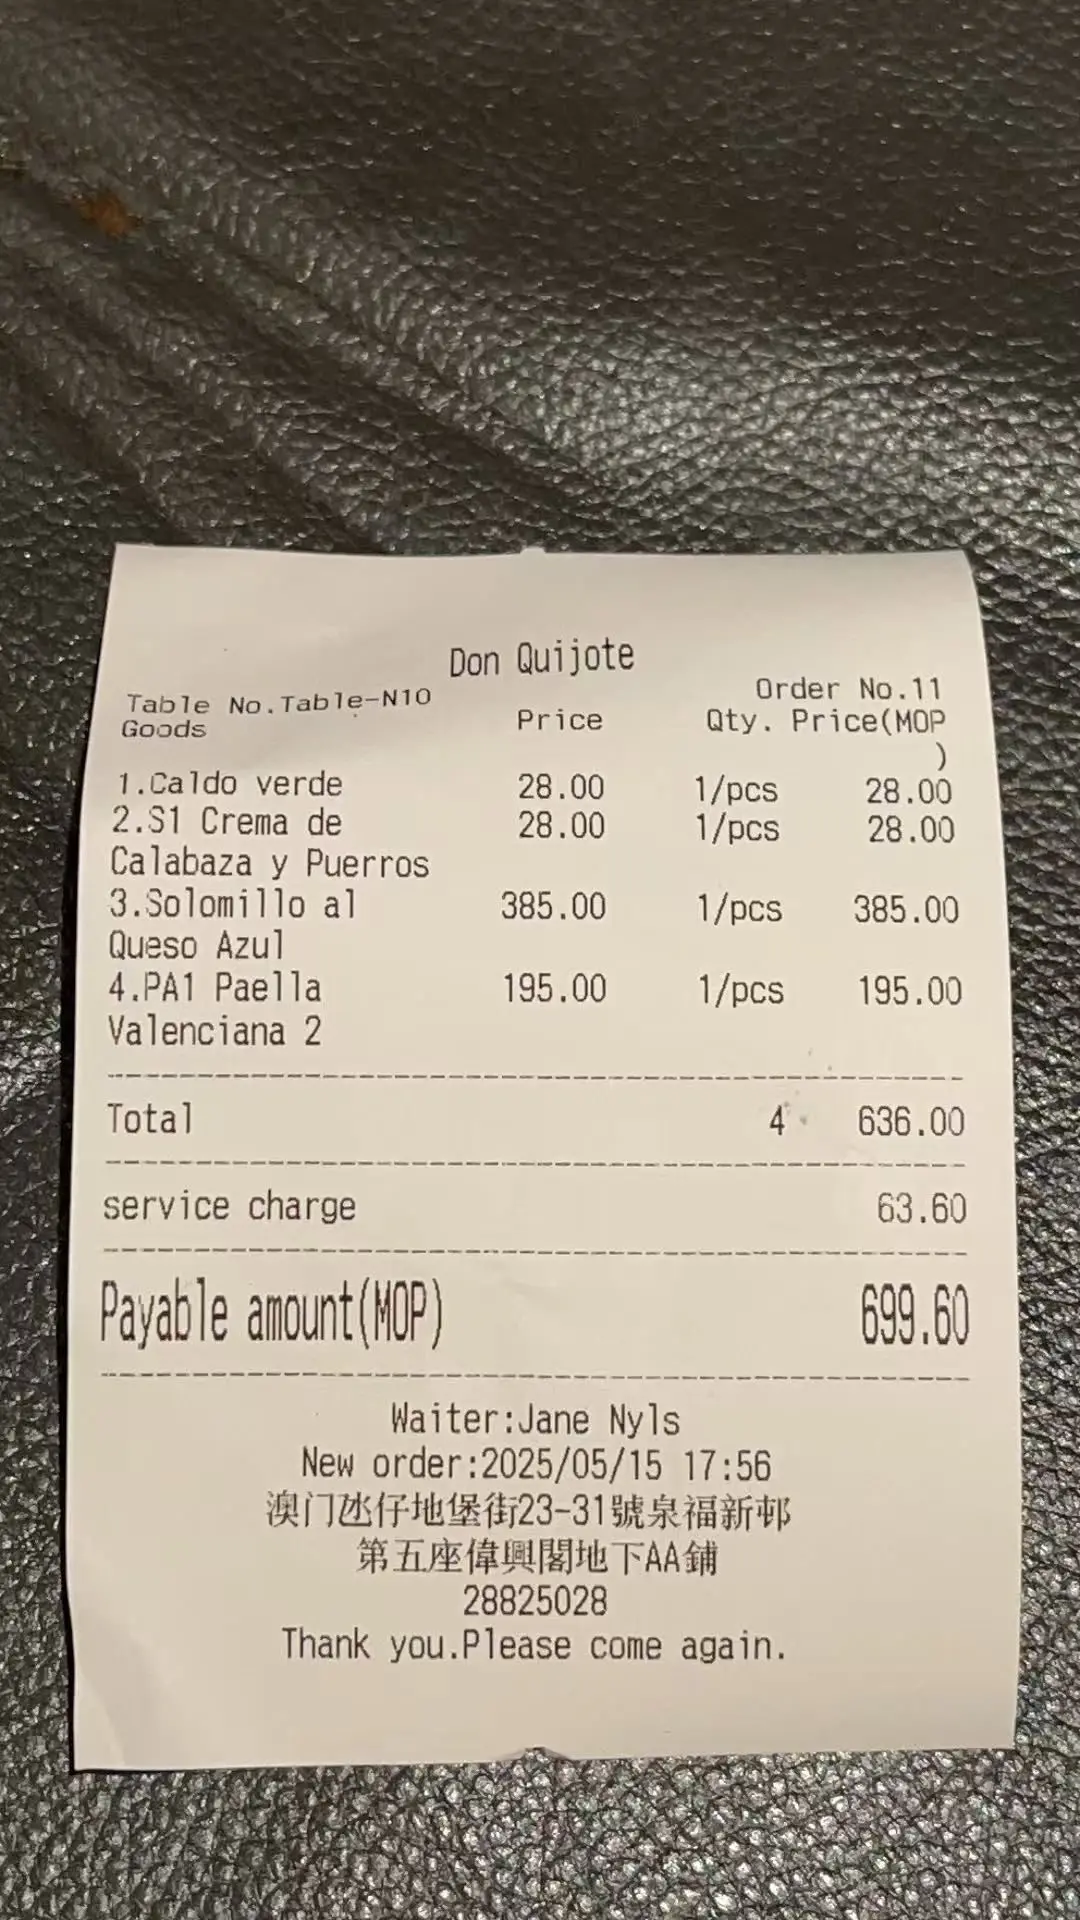 Don Quijote
Table No.Table-N10 Order No.11
Goods Price Qty. Price(MOP
)
1.Caldo verde 28.00 1/pcs 28.00
2.S1 Crema de 28.00 1/pcs 28.00
Calabaza y Puerros
3.Solomillo al 385.00 1/pcs 385.00
Queso Azul
4.PA1 Paella 195.00 1/pcs 195.00
Valenciana 2
Total 4 636.00
service charge 63.60
Payable amount(MOP) 699.60
Waiter:Jane Nyls
New order:2025/05/15 17:56
澳门氹仔地堡街23-31號泉福新邨
第五座偉興閣地下AA鋪
28825028
Thank you.Please come again.